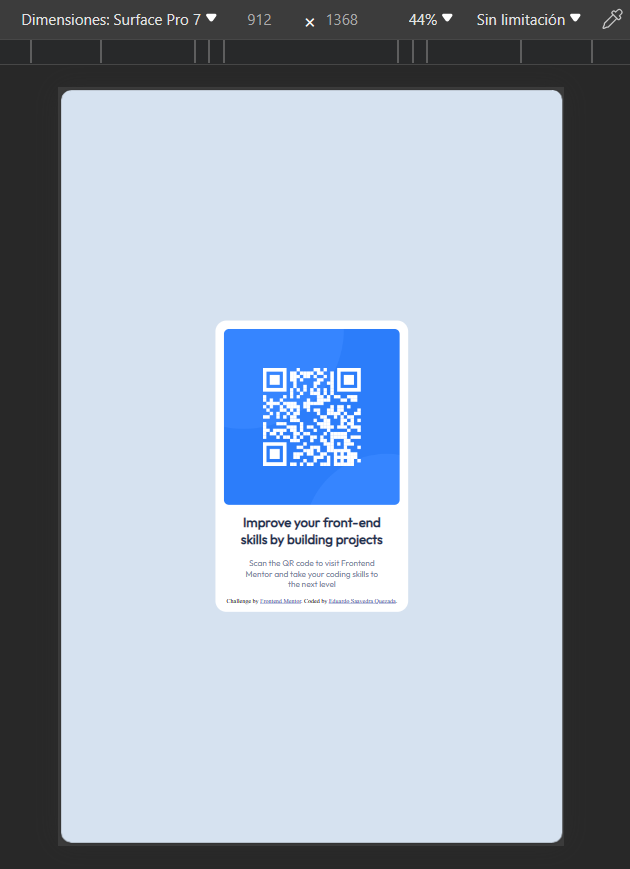 Dimensiones: Surface Pro 7 912 × 1368 44% Sin limitación
Improve your front-end
skills by building projects
Scan the QR code to visit Frontend
Mentor and take your coding skills to
the next level
Challenge by Frontend Mentor. Coded by Eduardo Saavedra Quezada.